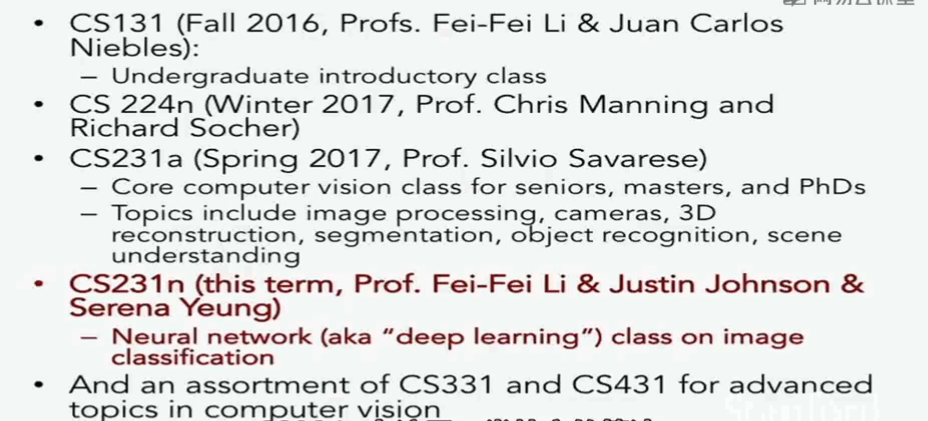 • CS131 (Fall 2016, Profs. Fei-Fei Li & Juan Carlos
Niebles):
– Undergraduate introductory class
• CS 224n (Winter 2017, Prof. Chris Manning and
Richard Socher)
• CS231a (Spring 2017, Prof. Silvio Savarese)
– Core computer vision class for seniors, masters, and PhDs
– Topics include image processing, cameras, 3D
reconstruction, segmentation, object recognition, scene
understanding
• CS231n (this term, Prof. Fei-Fei Li & Justin Johnson &
Serena Yeung)
– Neural network (aka “deep learning”) class on image
classification
• And an assortment of CS331 and CS431 for advanced
topics in computer vision
Stanford